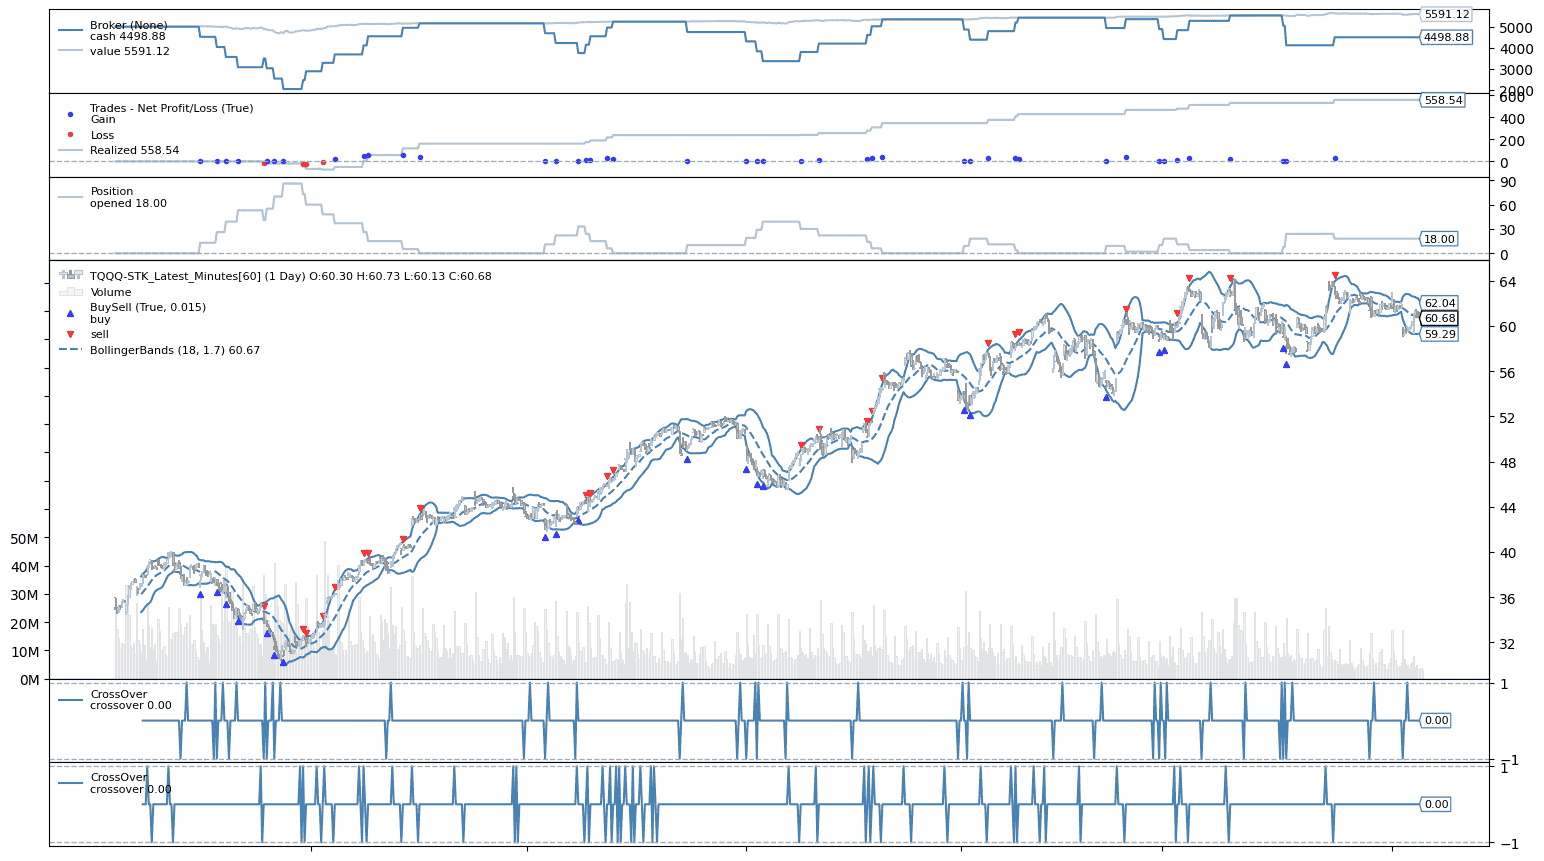 Broker (None)
cash 4498.88
value 5591.12
5591.12
4498.88
5000
4000
3000
2000
Trades - Net Profit/Loss (True)
Gain
Loss
Realized 558.54
558.54
600
400
200
0
Position
opened 18.00
18.00
90
60
30
0
TQQQ-STK_Latest_Minutes[60] (1 Day) O:60.30 H:60.73 L:60.13 C:60.68
Volume
BuySell (True, 0.015)
buy
sell
BollingerBands (18, 1.7) 60.67
62.04
60.68
59.29
64
60
56
52
48
44
40
36
32
50M
40M
30M
20M
10M
0M
CrossOver
crossover 0.00
0.00
1
−1
CrossOver
crossover 0.00
0.00
1
−1